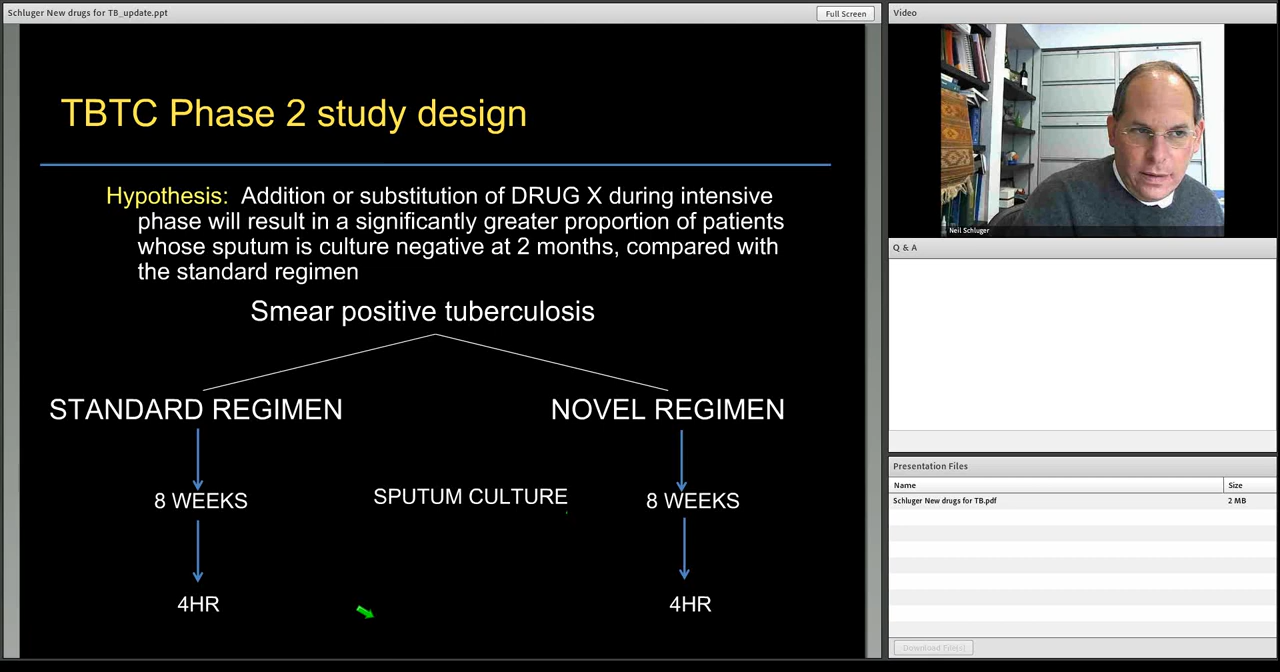 Schluger New drugs for TB_update.ppt
Full Screen
TBTC Phase 2 study design
Hypothesis: Addition or substitution of DRUG X during intensive
phase will result in a significantly greater proportion of patients
whose sputum is culture negative at 2 months, compared with
the standard regimen
Smear positive tuberculosis
STANDARD REGIMEN
NOVEL REGIMEN
8 WEEKS
SPUTUM CULTURE
8 WEEKS
4HR
4HR
Video
Neil Schluger
Q & A
Presentation Files
Name
Size
Schluger New drugs for TB.pdf
2 MB
Download File(s)